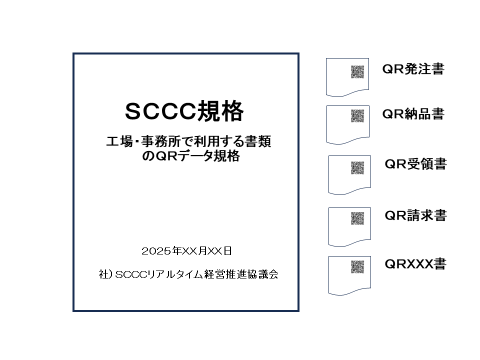 SCCC規格
工場・事務所で利用する書類
のQRデータ規格
2025年XX月XX日
社)SCCCリアルタイム経営推進協議会
QR発注書
QR納品書
QR受領書
QR請求書
QRXXX書